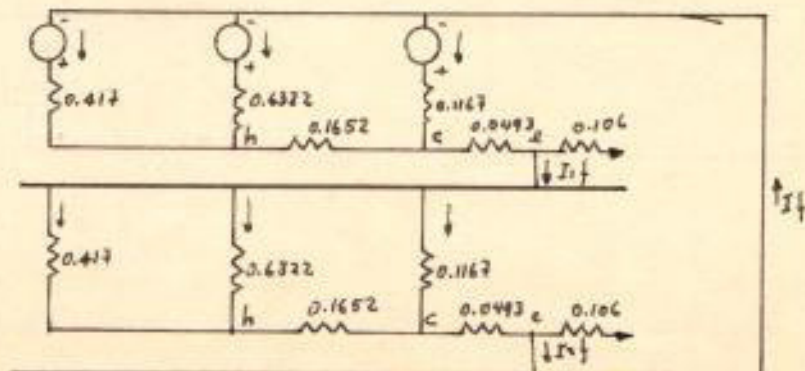 - - -
+ + +
0.417 0.6322 0.1167
h 0.1652 c 0.0493 e 0.106
I1f
If
0.417 0.6322 0.1167
h 0.1652 c 0.0493 e 0.106
I2f